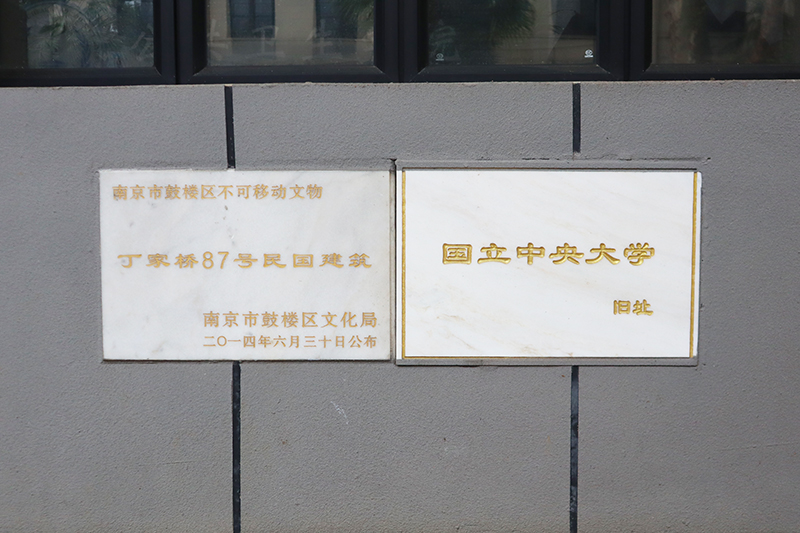 南京市鼓楼区不可移动文物
丁家桥87号民国建筑
南京市鼓楼区文化局
二〇一四年六月三十日公布
国立中央大学
旧址